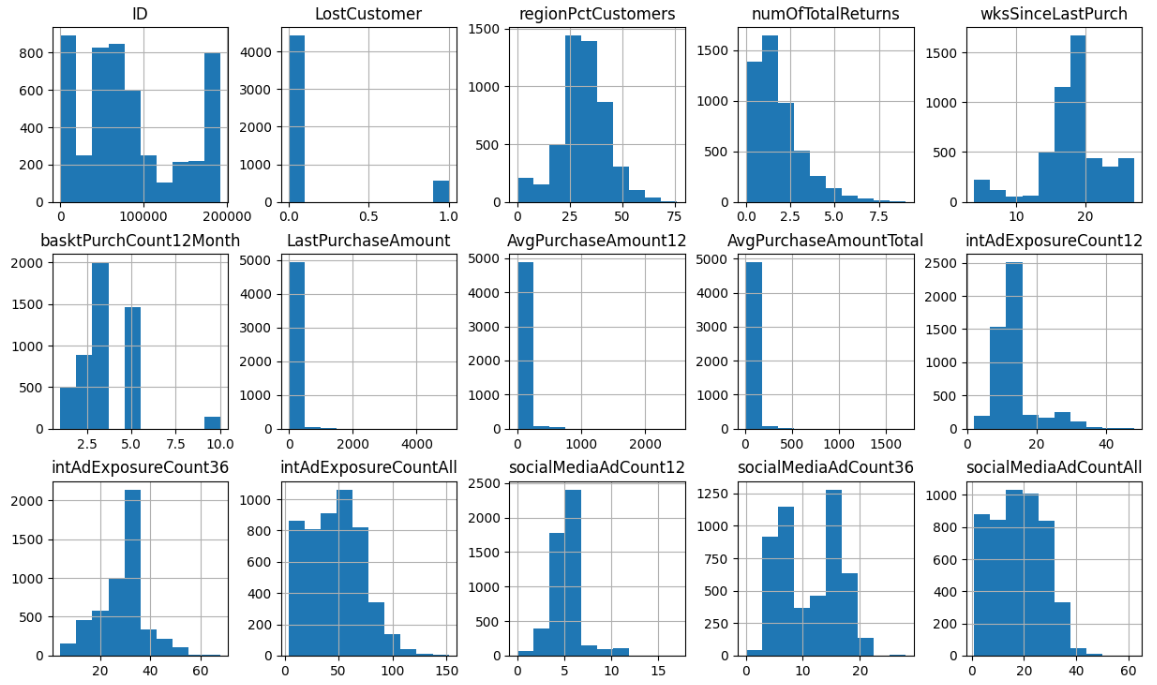 ID LostCustomer regionPctCustomers numOfTotalReturns wksSinceLastPurch
800 4000 1500 1500
600 3000 1000 1000 1500
400 2000 1000
200 1000 500 500 500
0 0 0 0 0
0 100000 200000 0.0 0.5 1.0 0 25 50 75 0.0 2.5 5.0 7.5 10 20
basktPurchCount12Month LastPurchaseAmount AvgPurchaseAmount12 AvgPurchaseAmountTotal intAdExposureCount12
2000 5000 5000 5000 2500
1500 4000 4000 4000 2000
1000 3000 3000 3000 1500
500 2000 2000 2000 1000
1000 1000 1000 500
0 0 0 0 0
2.5 5.0 7.5 10.0 0 2000 4000 0 1000 2000 0 500 1000 1500 0 20 40
intAdExposureCount36 intAdExposureCountAll socialMediaAdCount12 socialMediaAdCount36 socialMediaAdCountAll
2000 1000 2500 1250 1000
1500 800 2000 1000 800
1000 600 1500 750 600
500 400 1000 500 400
200 500 250 200
0 0 0 0 0
20 40 60 0 50 100 150 0 5 10 15 0 10 20 0 20 40 60